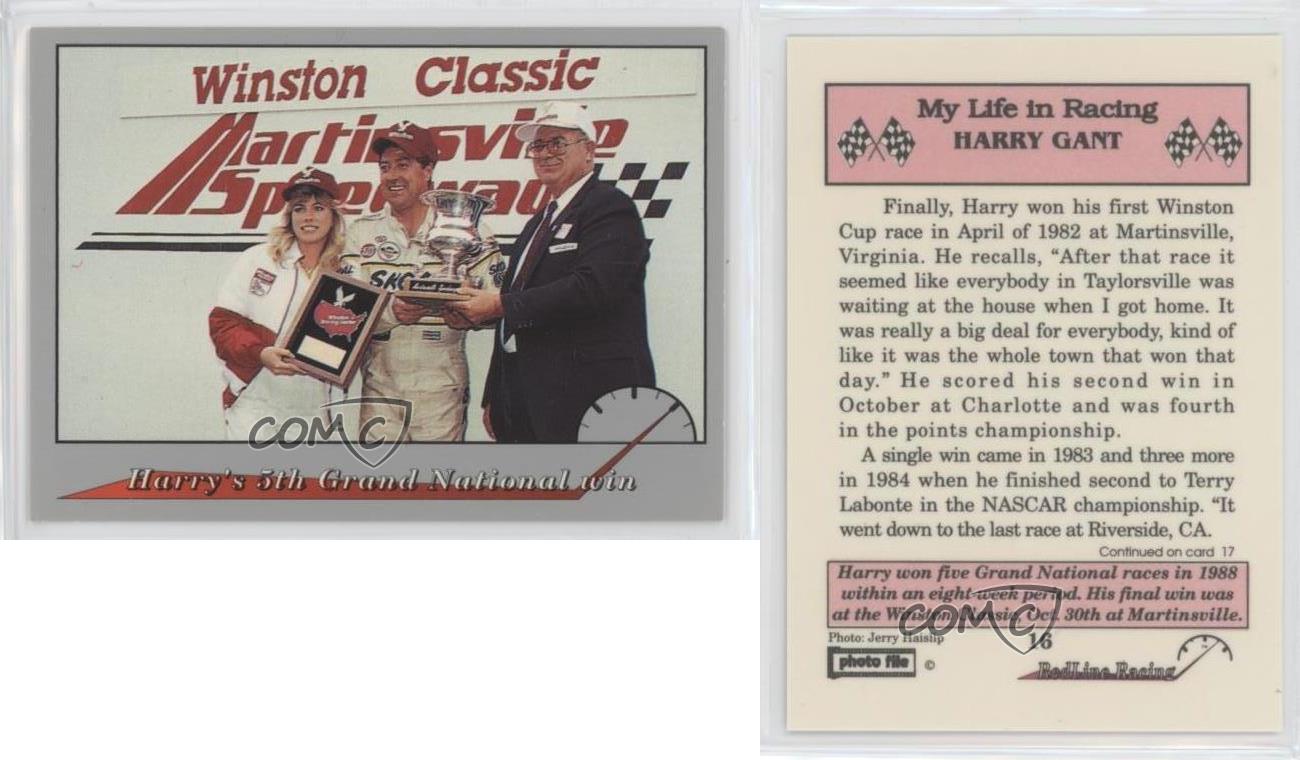 Winston Classic
Martinsville
Speedway
SKOAL
Winston
Racing Series
COMC
Harry's 5th Grand National win
My Life in Racing
HARRY GANT
Finally, Harry won his first Winston
Cup race in April of 1982 at Martinsville,
Virginia. He recalls, “After that race it
seemed like everybody in Taylorsville was
waiting at the house when I got home. It
was really a big deal for everybody, kind of
like it was the whole town that won that
day.” He scored his second win in
October at Charlotte and was fourth
in the points championship.
A single win came in 1983 and three more
in 1984 when he finished second to Terry
Labonte in the NASCAR championship. “It
went down to the last race at Riverside, CA.
Continued on card 17
Harry won five Grand National races in 1988
within an eight-week period. His final win was
at the Winston Classic, Oct. 30th at Martinsville.
COMC
Photo: Jerry Haislip
16
photo file ©
RedLine Racing